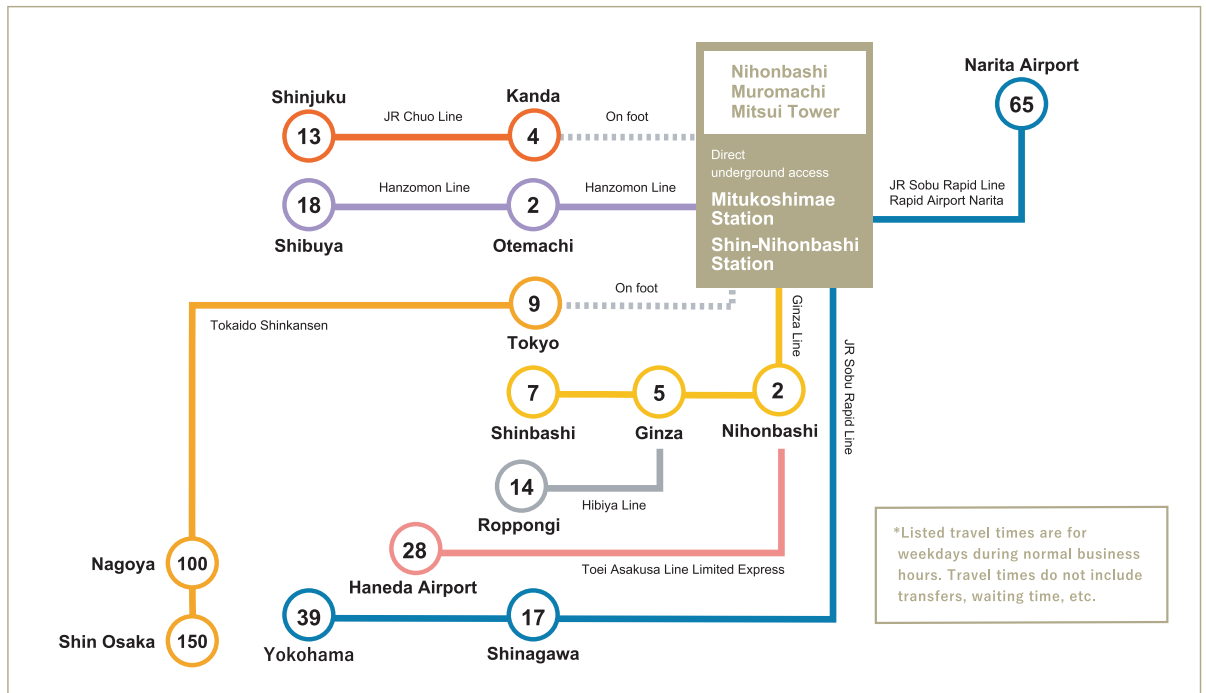 Nihonbashi
Muromachi
Mitsui Tower
Direct
underground access
Mitukoshimae
Station
Shin-Nihonbashi
Station
Narita Airport
65
JR Sobu Rapid Line
Rapid Airport Narita
Shinjuku
13
JR Chuo Line
Kanda
4
On foot
18
Shibuya
Hanzomon Line
2
Otemachi
Hanzomon Line
9
Tokyo
On foot
Tokaido Shinkansen
Ginza Line
JR Sobu Rapid Line
7
Shinbashi
5
Ginza
2
Nihonbashi
14
Roppongi
Hibiya Line
28
Haneda Airport
Toei Asakusa Line Limited Express
Nagoya
100
Shin Osaka
150
39
Yokohama
17
Shinagawa
*Listed travel times are for
weekdays during normal business
hours. Travel times do not include
transfers, waiting time, etc.